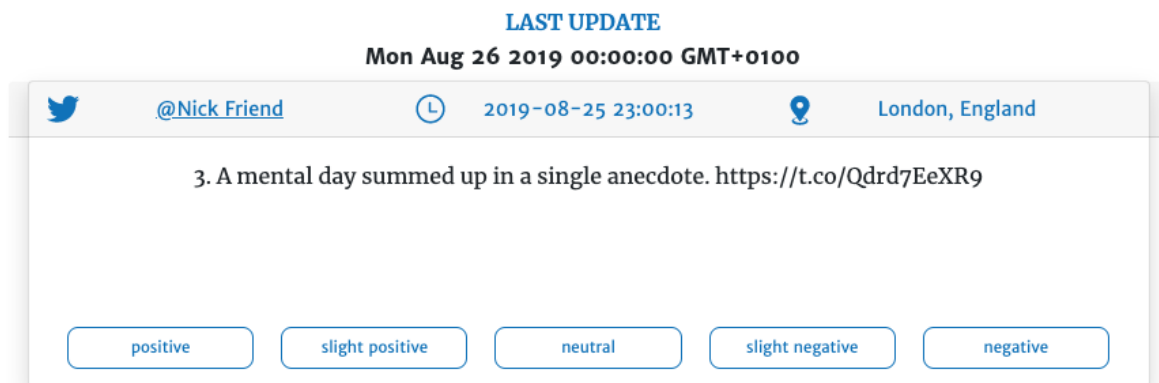 LAST UPDATE
Mon Aug 26 2019 00:00:00 GMT+0100
@Nick Friend 2019-08-25 23:00:13 London, England
3. A mental day summed up in a single anecdote. https://t.co/Qdrd7EeXR9
positive slight positive neutral slight negative negative